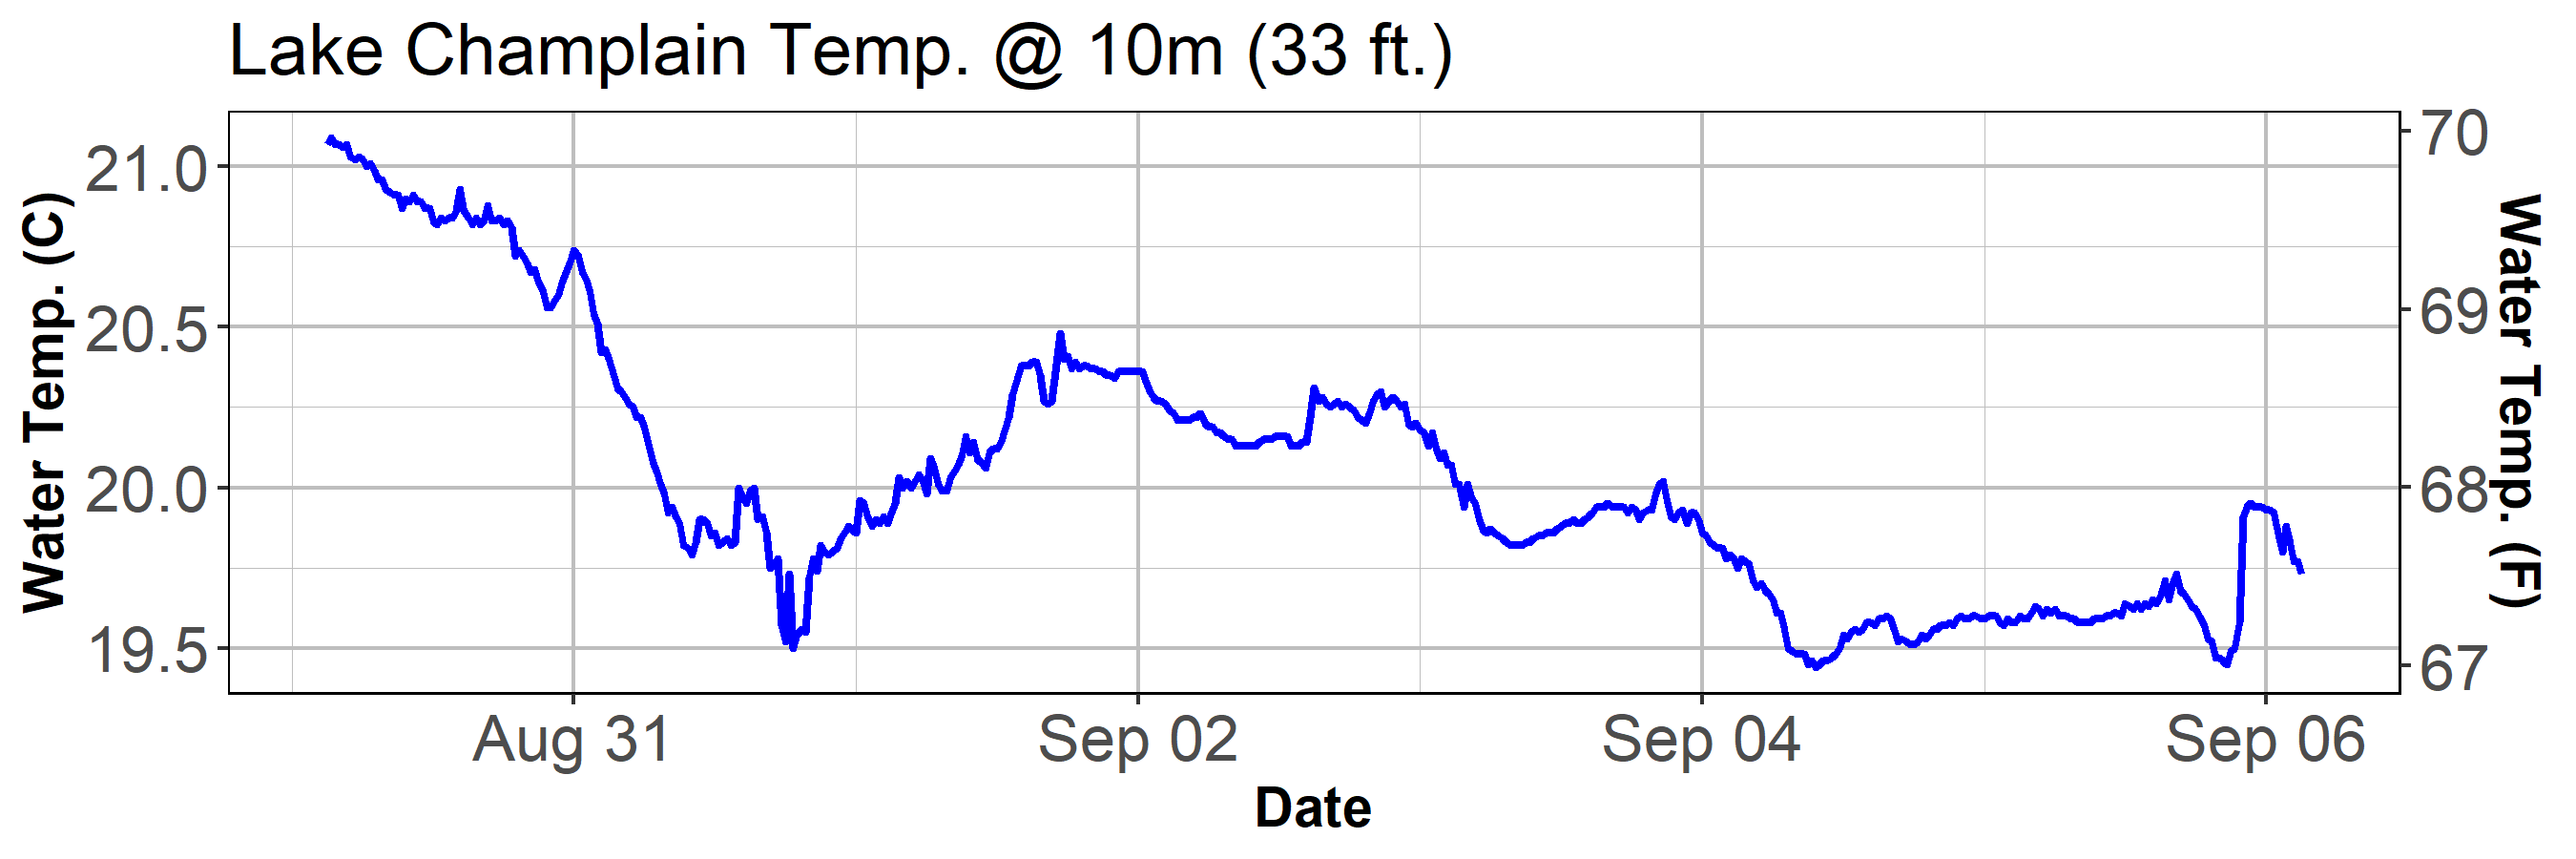 Lake Champlain Temp. @ 10m (33 ft.)
Water Temp. (C)
21.0
20.5
20.0
19.5
70
69
68
67
Water Temp. (F)
Aug 31 Sep 02 Sep 04 Sep 06
Date